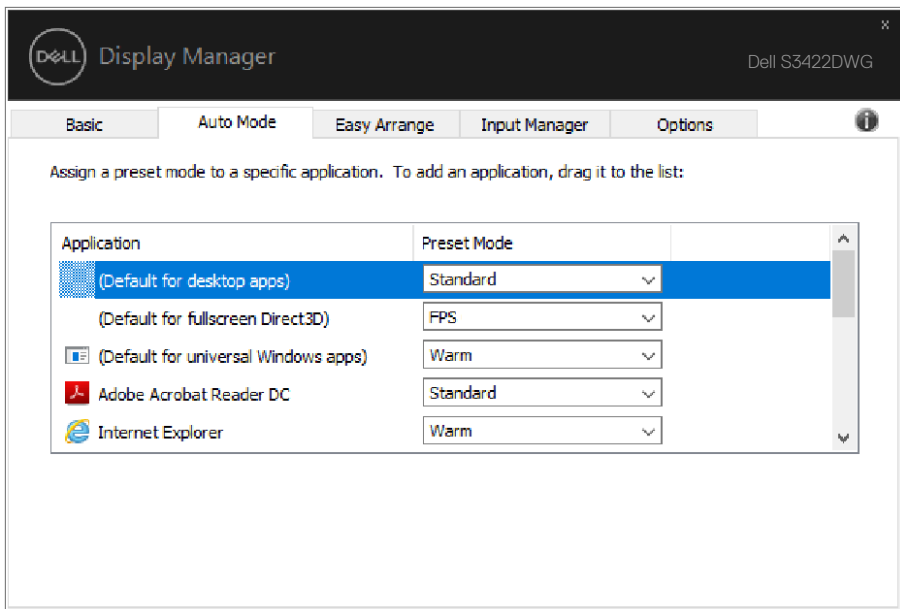 x
DELL Display Manager
Dell S3422DWG
Basic Auto Mode Easy Arrange Input Manager Options
Assign a preset mode to a specific application. To add an application, drag it to the list:
Application Preset Mode
(Default for desktop apps) Standard
(Default for fullscreen Direct3D) FPS
(Default for universal Windows apps) Warm
Adobe Acrobat Reader DC Standard
Internet Explorer Warm